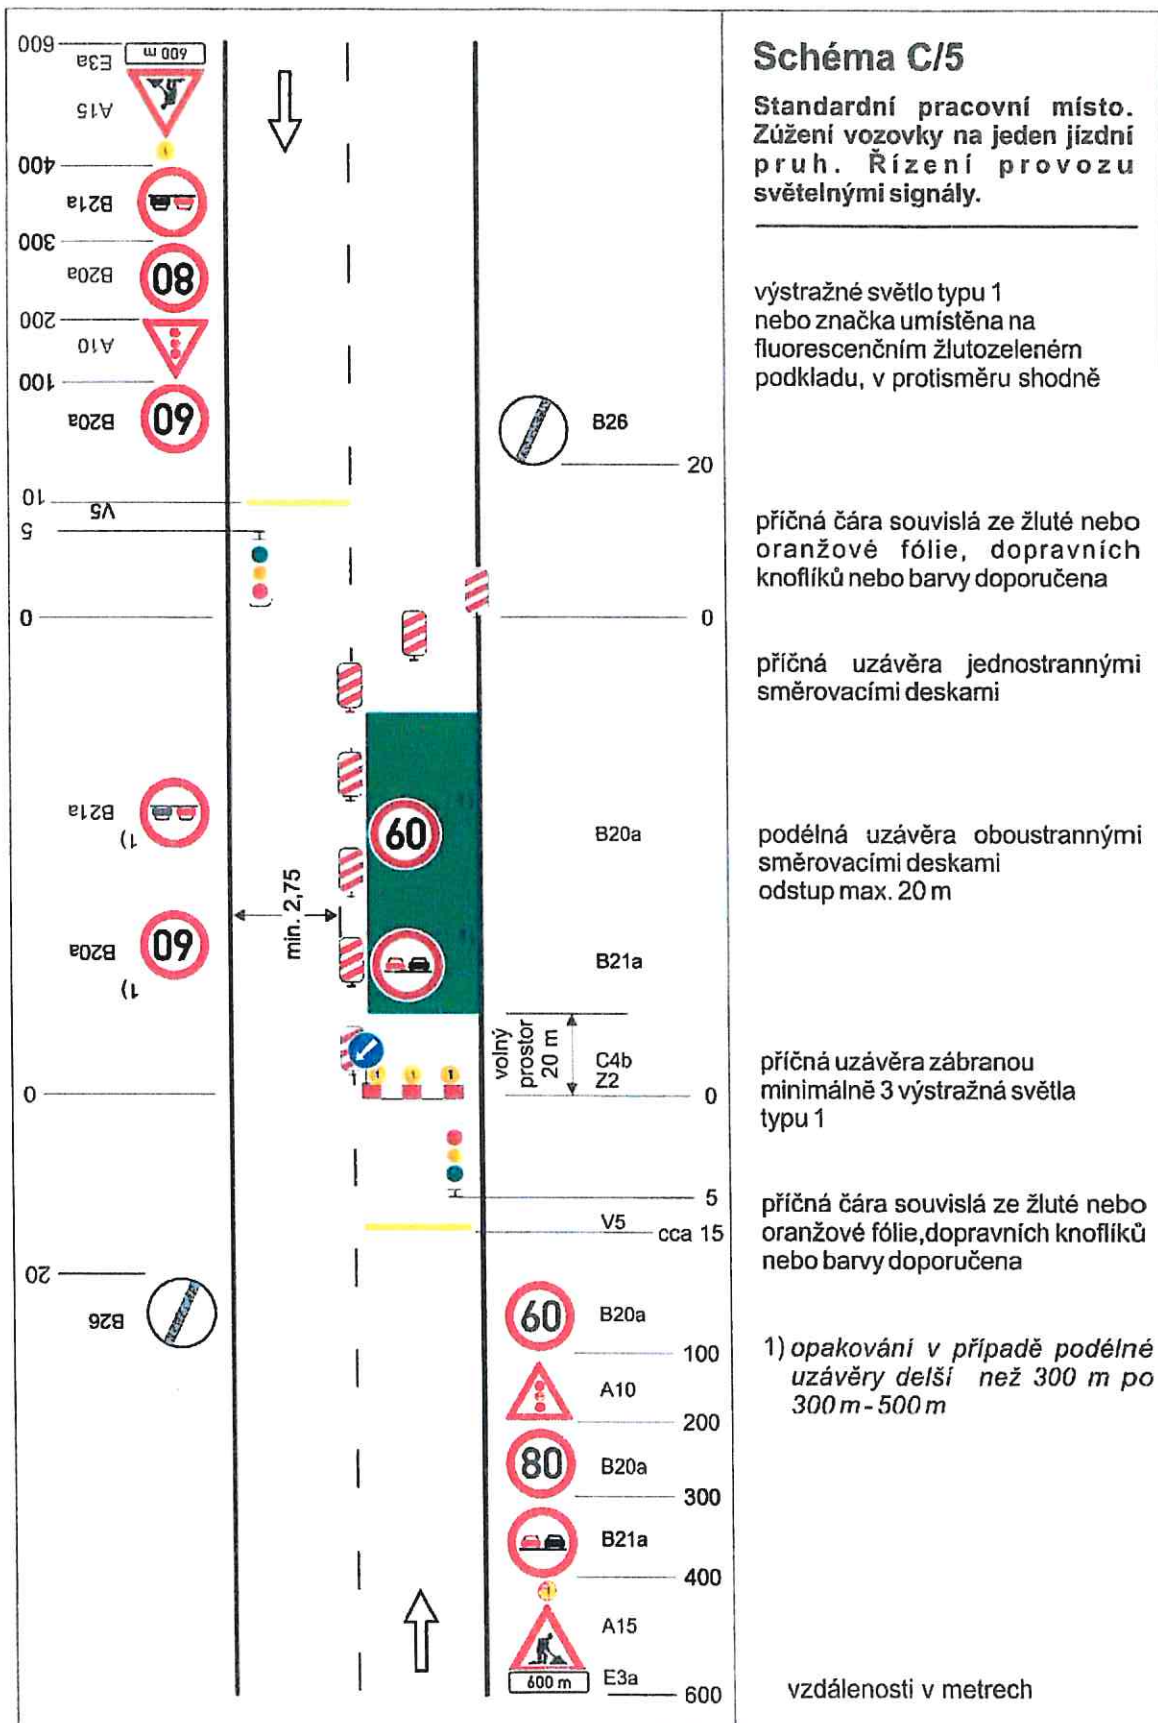 Schéma C/5
Standardní pracovní místo.
Zúžení vozovky na jeden jízdní
pruh. Řízení provozu
světelnými signály.
výstražné světlo typu 1
nebo značka umístěna na
fluorescenčním žlutozeleném
podkladu, v protisměru shodně
příčná čára souvislá ze žluté nebo
oranžové fólie, dopravních
knoflíků nebo barvy doporučena
příčná uzávěra jednostrannými
směrovacími deskami
podélná uzávěra oboustrannými
směrovacími deskami
odstup max. 20 m
příčná uzávěra zábranou
minimálně 3 výstražná světla
typu 1
příčná čára souvislá ze žluté nebo
oranžové fólie,dopravních knoflíků
nebo barvy doporučena
1) opakování v případě podélné
uzávěry delší než 300 m po
300 m - 500 m
vzdálenosti v metrech
600
E3a
600 m
A15
1
400
B21a
300
B20a
80
200
A10
100
B20a
60
10
V5
5
0
B21a
1)
B20a
60
1)
0
20
B26
min. 2,75
B26
20
0
60
B20a
B21a
volný
prostor
20 m
C4b
Z2
1
1
1
0
5
V5
cca 15
60
B20a
100
A10
200
80
B20a
300
B21a
400
1
A15
600 m
E3a
600